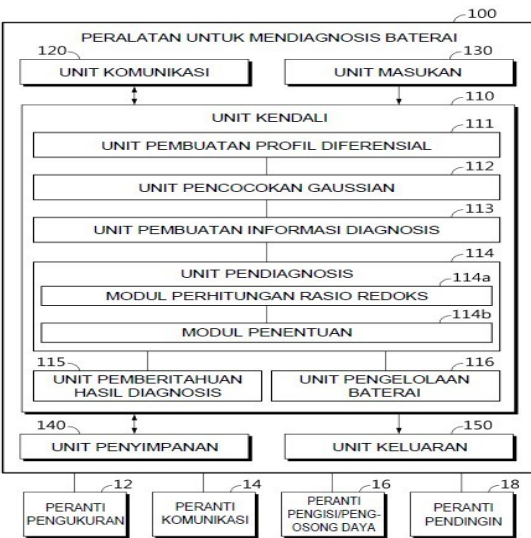 100
PERALATAN UNTUK MENDIAGNOSIS BATERAI
120
130
UNIT KOMUNIKASI
UNIT MASUKAN
110
UNIT KENDALI
111
UNIT PEMBUATAN PROFIL DIFERENSIAL
112
UNIT PENCOCOKAN GAUSSIAN
113
UNIT PEMBUATAN INFORMASI DIAGNOSIS
114
UNIT PENDIAGNOSIS
114a
MODUL PERHITUNGAN RASIO REDOKS
114b
MODUL PENENTUAN
115
116
UNIT PEMBERITAHUAN
HASIL DIAGNOSIS
UNIT PENGELOLAAN
BATERAI
140
150
UNIT PENYIMPANAN
UNIT KELUARAN
12
14
16
18
PERANTI
PENGUKURAN
PERANTI
KOMUNIKASI
PERANTI
PENGISI/PENG-
OSONG DAYA
PERANTI
PENDINGIN